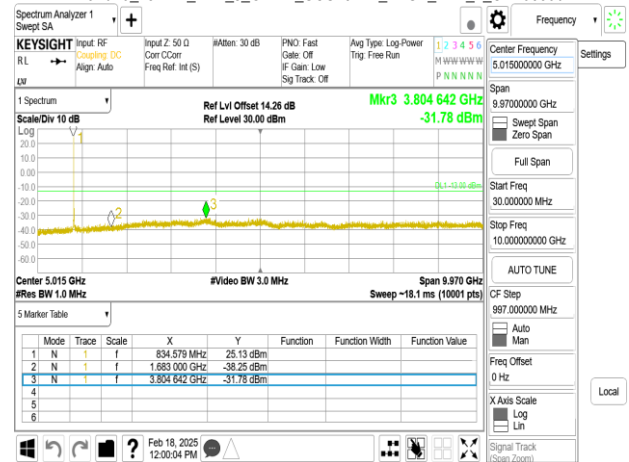 Spectrum Analyzer 1
Swept SA
Frequency
KEYSIGHT
RL
Input: RF
Coupling: DC
Align: Auto
Input Z: 50 Ω
Corr CCorr
Freq Ref: Int (S)
#Atten: 30 dB
PNO: Fast
Gate: Off
IF Gain: Low
Sig Track: Off
Avg Type: Log-Power
Trig: Free Run
1 2 3 4 5 6
M W W W W W
P N N N N N
Center Frequency
5.015000000 GHz
Settings
1 Spectrum
Scale/Div 10 dB
Ref Lvl Offset 14.26 dB
Ref Level 30.00 dBm
Mkr3 3.804 642 GHz
-31.78 dBm
Span
9.97000000 GHz
Swept Span
Zero Span
Log
20.0
10.0
0.00
-10.0
-20.0
-30.0
-40.0
-50.0
-60.0
1
2
3
DL1 -13.00 dBm
Full Span
Start Freq
30.000000 MHz
Stop Freq
10.000000000 GHz
AUTO TUNE
Center 5.015 GHz
#Res BW 1.0 MHz
#Video BW 3.0 MHz
Span 9.970 GHz
Sweep ~18.1 ms (10001 pts)
CF Step
997.000000 MHz
Auto
Man
5 Marker Table
Mode Trace Scale X Y Function Function Width Function Value
1 N 1 f 834.579 MHz 25.13 dBm
2 N 1 f 1.683 000 GHz -38.25 dBm
3 N 1 f 3.804 642 GHz -31.78 dBm
4
5
6
Freq Offset
0 Hz
X Axis Scale
Log
Lin
Local
Signal Track
(Span Zoom)
?
Feb 18, 2025
12:00:04 PM